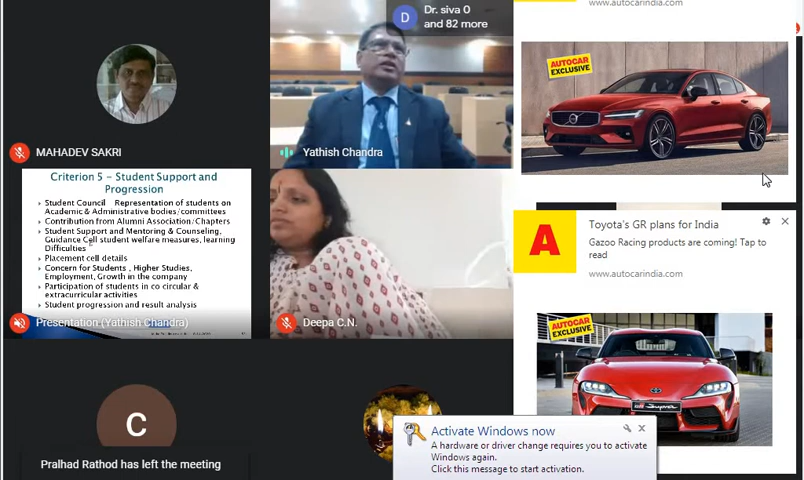 D
Dr. siva 0
and 82 more
www.autocarindia.com
MAHADEV SAKRI
Yathish Chandra
AUTOCAR
EXCLUSIVE
Criterion 5 – Student Support and
Progression
Student Council Representation of students on
Academic & Administrative bodies/committees
Contribution from Alumni Association/Chapters
Student Support and Mentoring & Counseling,
Guidance Cell student welfare measures, learning
Difficulties
Placement cell details
Concern for Students , Higher Studies,
Employment, Growth in the company
Participation of students in co circular &
extracurricular activities
Student progression and result analysis
Presentation (Yathish Chandra)
Deepa C.N.
A
Toyota's GR plans for India
Gazoo Racing products are coming! Tap to
read
www.autocarindia.com
AUTOCAR
EXCLUSIVE
GR Supra
C
Pralhad Rathod has left the meeting
Activate Windows now
A hardware or driver change requires you to activate
Windows again.
Click this message to start activation.